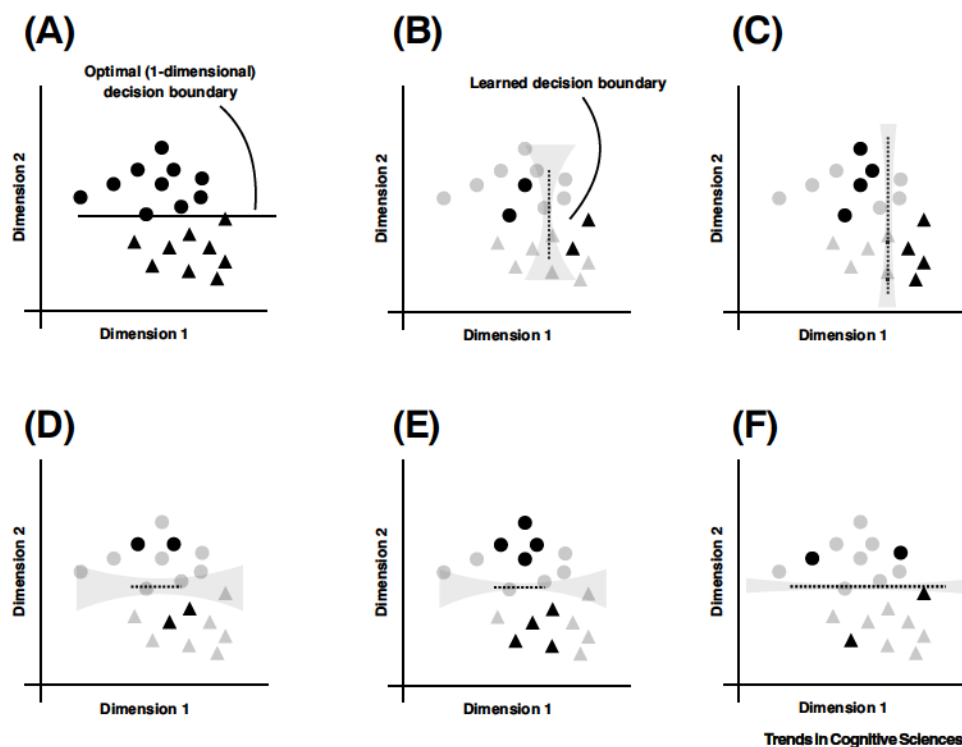 (A)
(B)
(C)
Optimal (1-dimensional)
decision boundary
Learned decision boundary
Dimension 2
Dimension 2
Dimension 2
Dimension 1
Dimension 1
Dimension 1
(D)
(E)
(F)
Dimension 2
Dimension 2
Dimension 2
Dimension 1
Dimension 1
Dimension 1
Trends in Cognitive Sciences